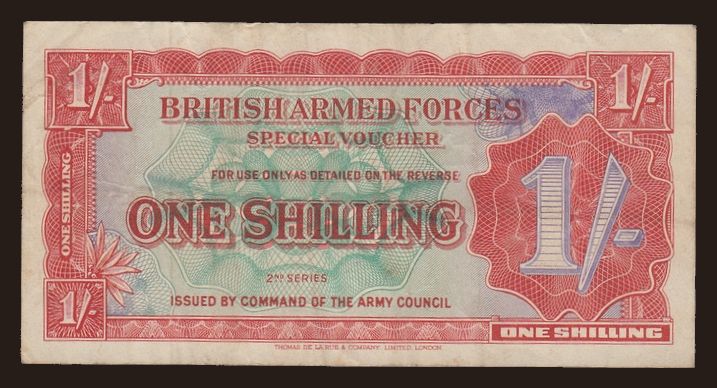 1/-
1/-
BRITISH ARMED FORCES
SPECIAL VOUCHER
FOR USE ONLY AS DETAILED ON THE REVERSE
ONE SHILLING
ONE SHILLING
1/-
2ND SERIES
ISSUED BY COMMAND OF THE ARMY COUNCIL
1/-
ONE SHILLING
THOMAS DE LA RUE & COMPANY, LIMITED, LONDON.